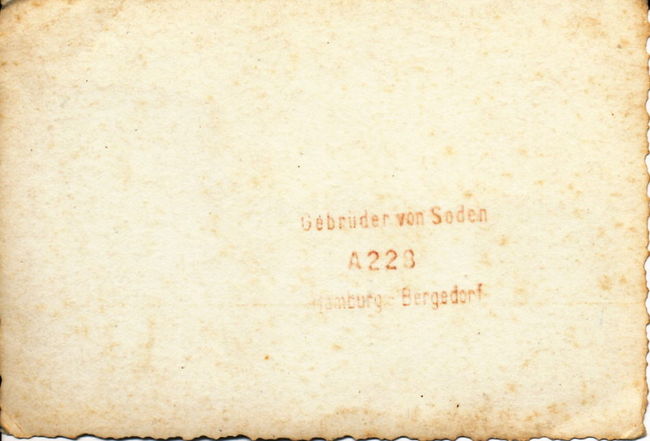 Gebrüder von Soden
A228
Hamburg - Bergedorf